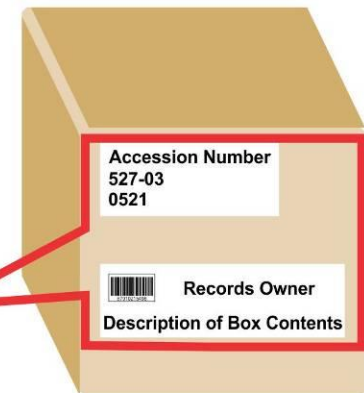 Accession Number
527-03
0521
Records Owner
Description of Box Contents